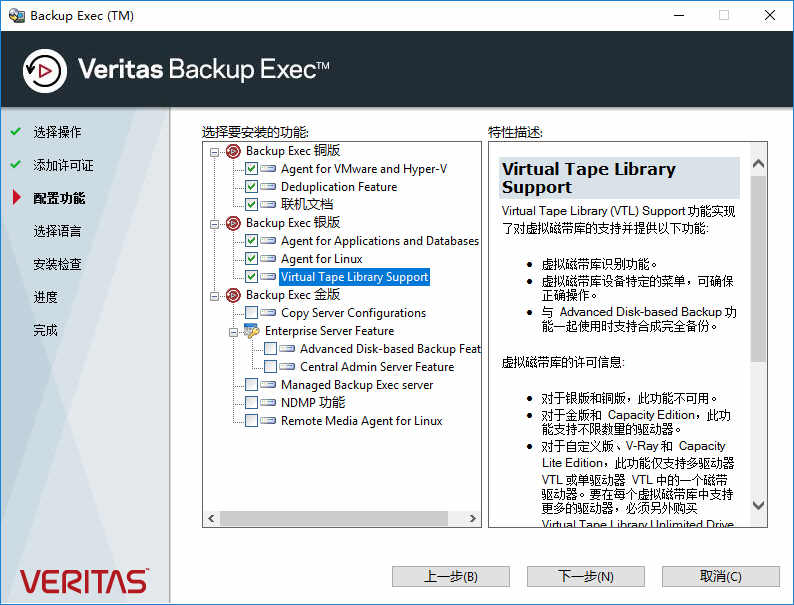 Backup Exec (TM)
Veritas Backup Exec™
选择操作
添加许可证
配置功能
选择语言
安装检查
进度
完成
VERITAS™
选择要安装的功能:
Backup Exec 铜版
Agent for VMware and Hyper-V
Deduplication Feature
联机文档
Backup Exec 银版
Agent for Applications and Databases
Agent for Linux
Virtual Tape Library Support
Backup Exec 金版
Copy Server Configurations
Enterprise Server Feature
Advanced Disk-based Backup Feat
Central Admin Server Feature
Managed Backup Exec server
NDMP 功能
Remote Media Agent for Linux
特性描述:
Virtual Tape Library
Support
Virtual Tape Library (VTL) Support 功能实现
了对虚拟磁带库的支持并提供以下功能:
• 虚拟磁带库识别功能。
• 虚拟磁带库设备特定的菜单，可确保
正确操作。
• 与 Advanced Disk-based Backup 功
能一起使用时支持合成完全备份。
虚拟磁带库的许可信息:
• 对于银版和铜版，此功能不可用。
• 对于金版和 Capacity Edition，此功
能支持不限数量的驱动器。
• 对于自定义版、V-Ray 和 Capacity
Lite Edition，此功能仅支持多驱动器
VTL 或单驱动器 VTL 中的一个磁带
驱动器。要在每个虚拟磁带库中支持
更多的驱动器，必须另外购买
Virtual Tape Library Unlimited Drive
上一步(B)
下一步(N)
取消(C)